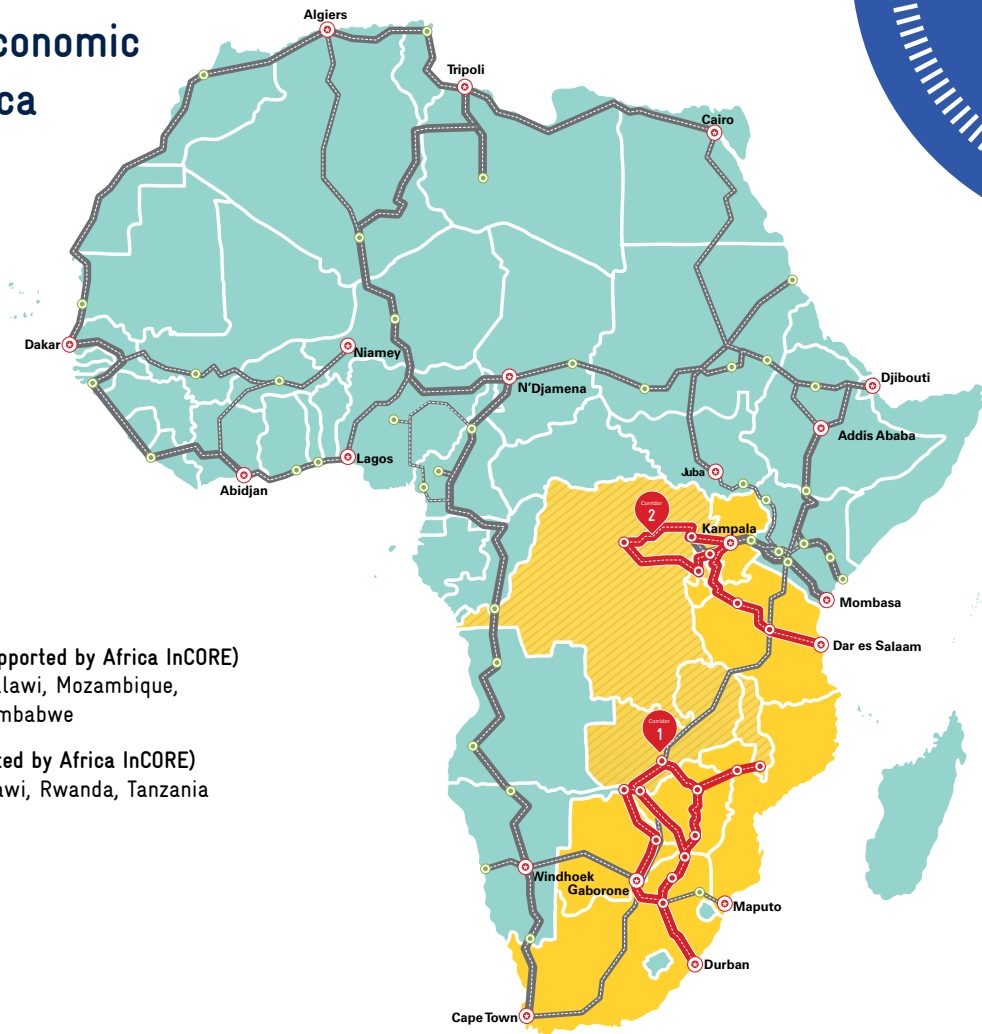 conomic
ca
Algiers
Tripoli
Cairo
Dakar
Niamey
N'Djamena
Djibouti
Addis Ababa
Lagos
Abidjan
Juba
Corridor
2
Kampala
Mombasa
Dar es Salaam
pported by Africa InCORE)
lawi, Mozambique,
mbabwe
Corridor
1
ted by Africa InCORE)
awi, Rwanda, Tanzania
Windhoek
Gaborone
Maputo
Durban
Cape Town